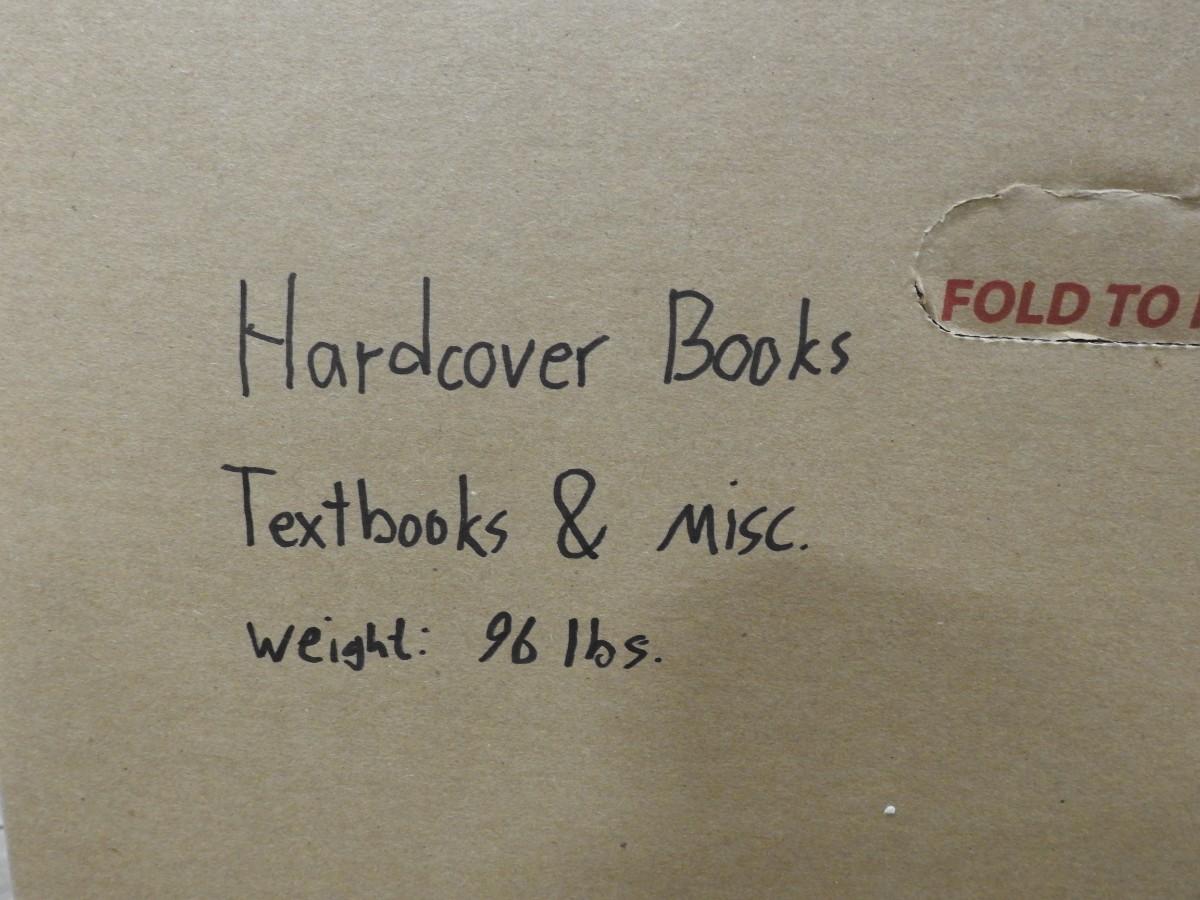 Hardcover Books
FOLD TO
Textbooks & Misc.
Weight: 96 lbs.